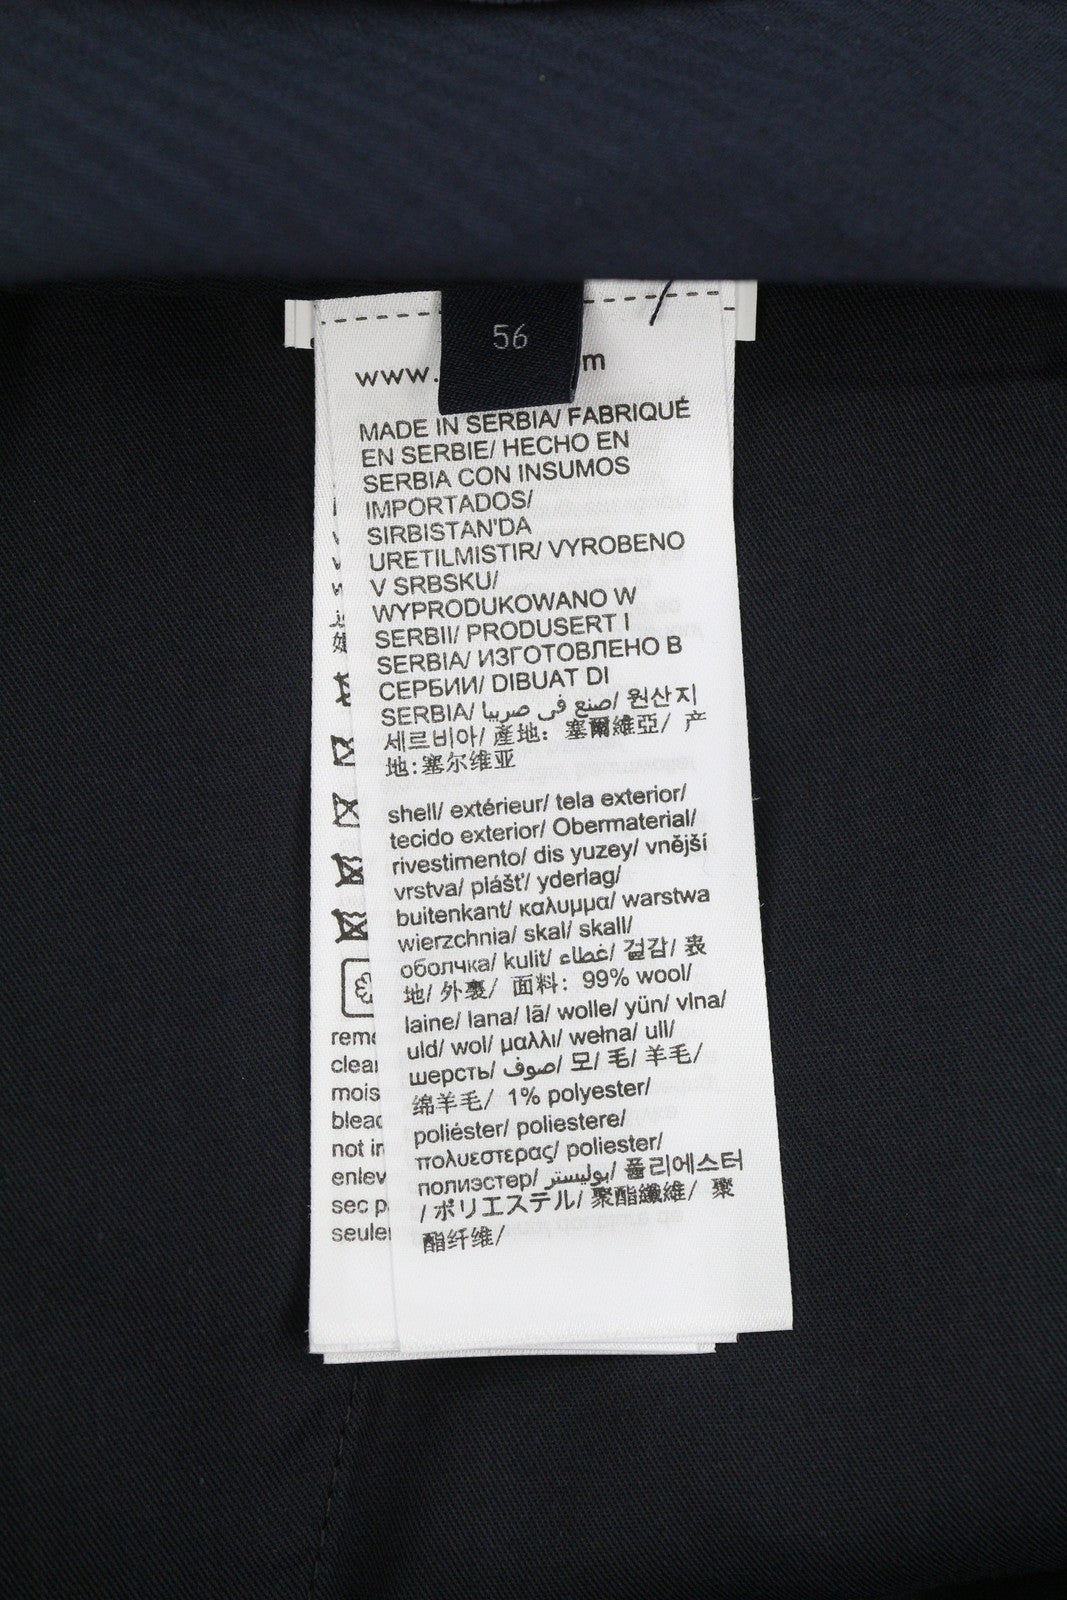 56
www. m
MADE IN SERBIA/ FABRIQUÉ
EN SERBIE/ HECHO EN
SERBIA CON INSUMOS
IMPORTADOS/
SIRBISTAN'DA
URETILMISTIR/ VYROBENO
V SRBSKU/
WYPRODUKOWANO W
SERBII/ PRODUSERT I
SERBIA/ ИЗГОТОВЛЕНО В
СЕРБИИ/ DIBUAT DI
SERBIA/ صنع في صربيا/ 원산지
세르비아/ 產地: 塞爾維亞/ 产
地:塞尔维亚
shell/ extérieur/ tela exterior/
tecido exterior/ Obermaterial/
rivestimento/ dis yuzey/ vnější
vrstva/ plášť/ yderlag/
buitenkant/ καλυμμα/ warstwa
wierzchnia/ skal/ skall/
оболчка/ kulit/ غطاء/ 겉감/ 表
地/ 外裏/ 面料: 99% wool/
laine/ lana/ lã/ wolle/ yün/ vlna/
uld/ wol/ μαλλι/ wełna/ ull/
шерсть/ صوف/ 모/ 毛/ 羊毛/
绵羊毛/ 1% polyester/
poliéster/ poliestere/
πολυεστερας/ poliester/
полиэстер/ بوليستر/ 폴리에스터
/ ポリエステル/ 聚酯纖維/ 聚
酯纤维/
clear
mois
bleac
not ir
enlev
sec p
seule